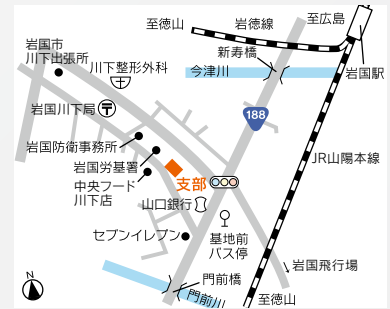 至徳山
岩徳線
至広島
新寿橋
岩国市
川下出張所
川下整形外科
今津川
岩国駅
岩国川下局
188
岩国防衛事務所
岩国労基署
JR山陽本線
中央フード
川下店
支部
山口銀行
セブンイレブン
基地前
バス停
岩国飛行場
N
門前橋
門前川
至徳山